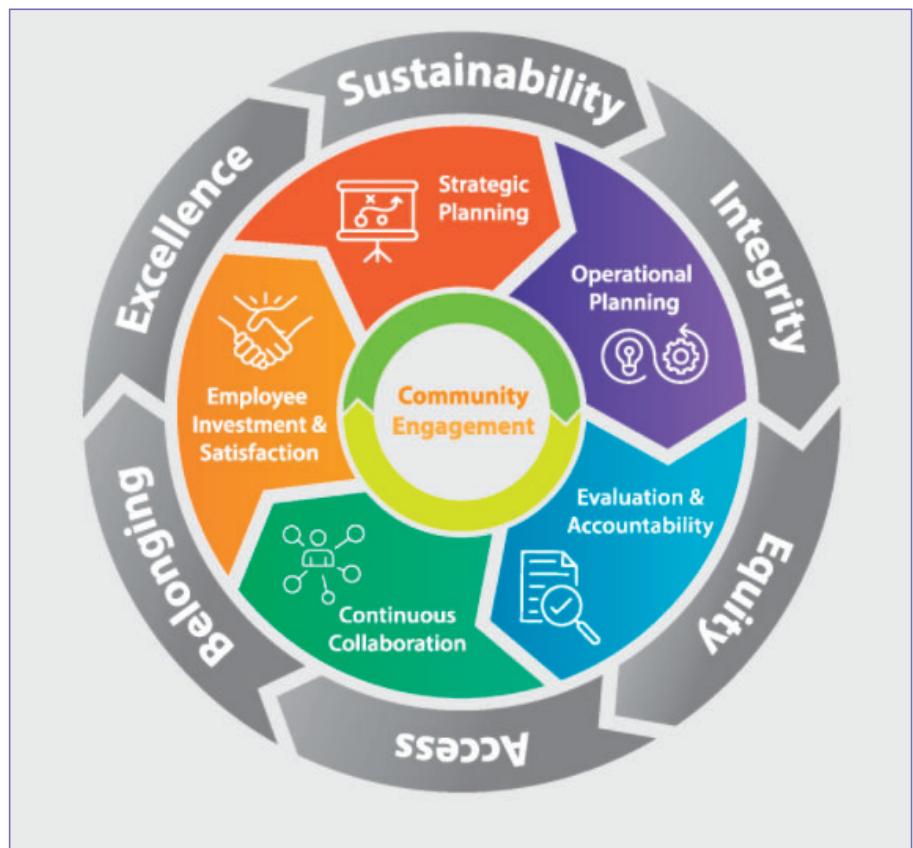 Sustainability
Integrity
Equity
Access
Belonging
Excellence
Strategic
Planning
Operational
Planning
Evaluation &
Accountability
Continuous
Collaboration
Employee
Investment &
Satisfaction
Community
Engagement